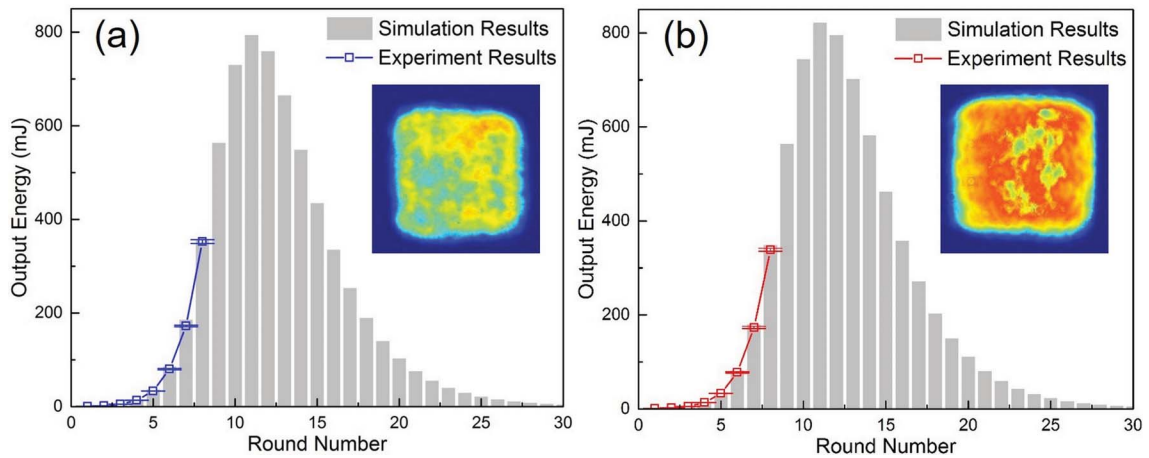 (a)
Simulation Results
Experiment Results
800
600
400
200
0
Output Energy (mJ)
0 5 10 15 20 25 30
Round Number
(b)
Simulation Results
Experiment Results
800
600
400
200
0
Output Energy (mJ)
0 5 10 15 20 25 30
Round Number